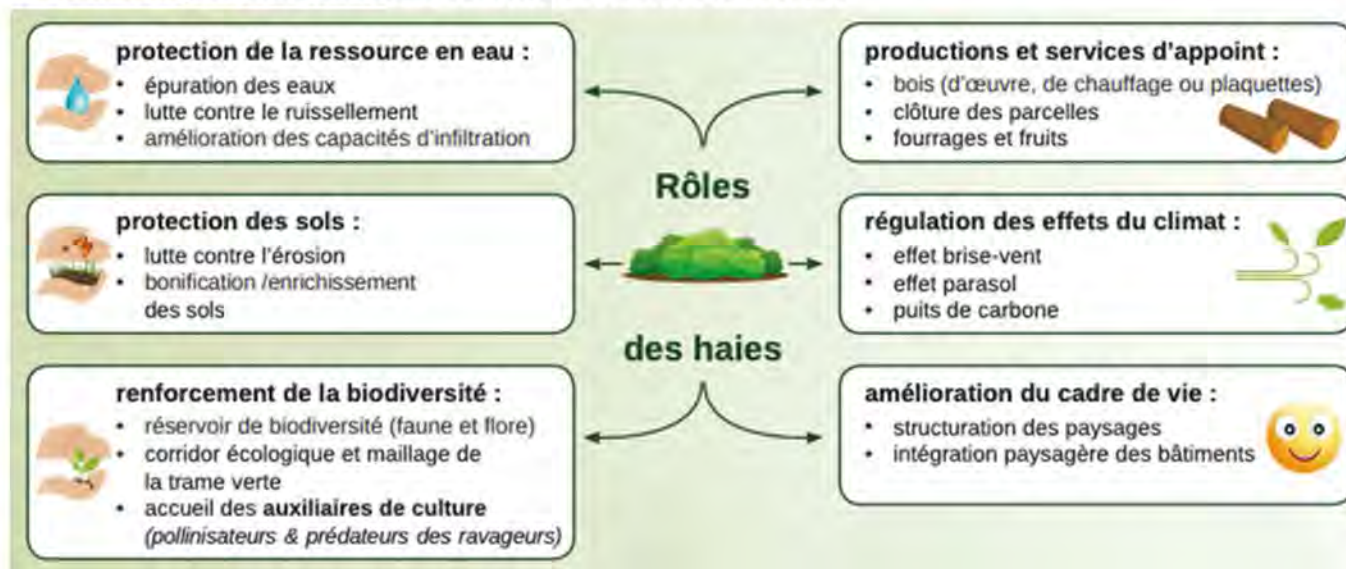 protection de la ressource en eau :
• épuration des eaux
• lutte contre le ruissellement
• amélioration des capacités d'infiltration
productions et services d'appoint :
• bois (d'œuvre, de chauffage ou plaquettes)
• clôture des parcelles
• fourrages et fruits
Rôles
protection des sols :
• lutte contre l'érosion
• bonification /enrichissement
des sols
régulation des effets du climat :
• effet brise-vent
• effet parasol
• puits de carbone
des haies
renforcement de la biodiversité :
• réservoir de biodiversité (faune et flore)
• corridor écologique et maillage de
la trame verte
• accueil des auxiliaires de culture
(pollinisateurs & prédateurs des ravageurs)
amélioration du cadre de vie :
• structuration des paysages
• intégration paysagère des bâtiments